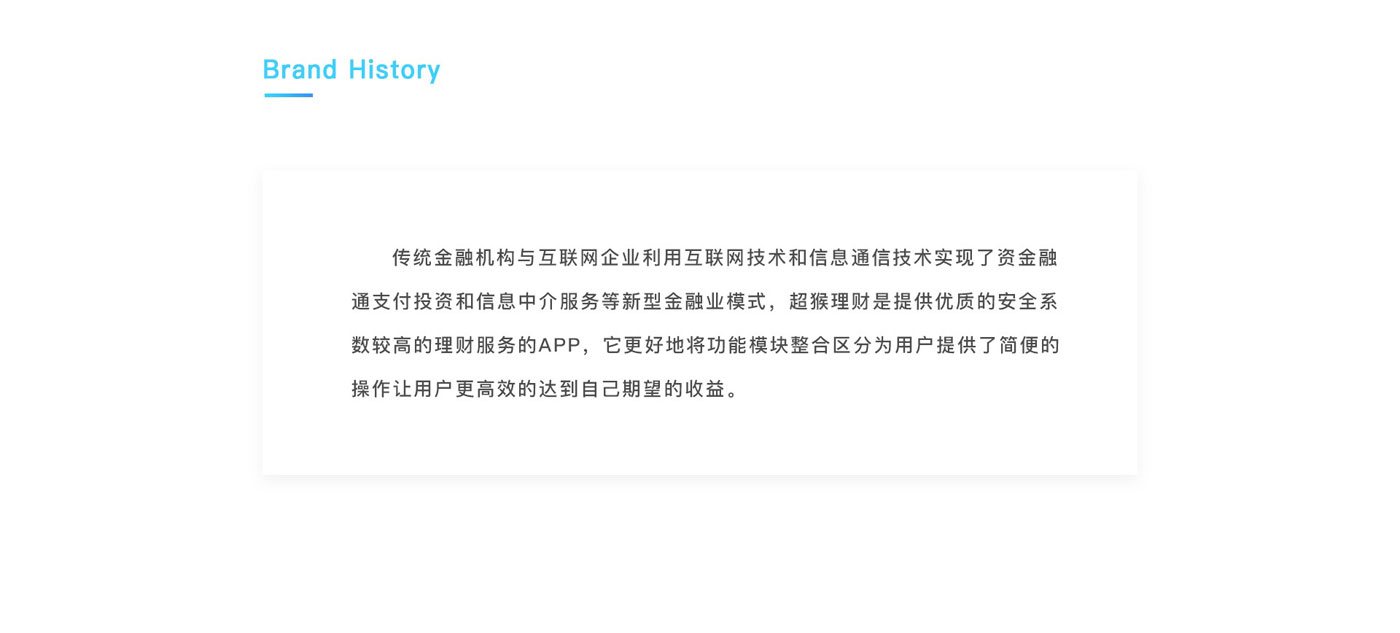 Brand History
传统金融机构与互联网企业利用互联网技术和信息通信技术实现了资金融
通支付投资和信息中介服务等新型金融业模式，超猴理财是提供优质的安全系
数较高的理财服务的APP，它更好地将功能模块整合区分为用户提供了简便的
操作让用户更高效的达到自己期望的收益。